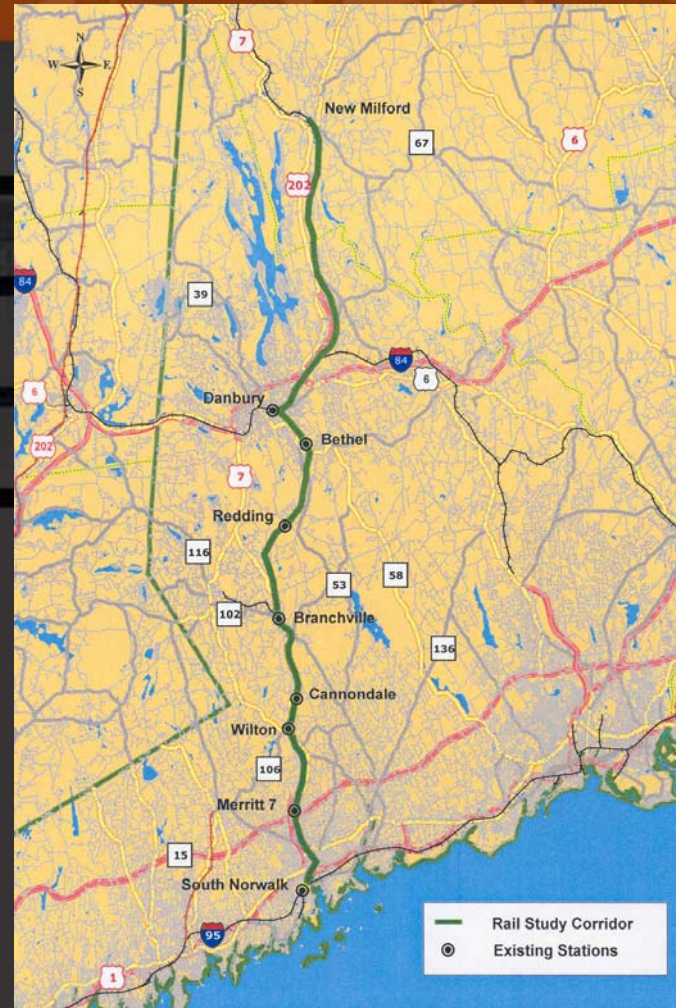 N
W E
S
7
New Milford
67
6
202
84
39
84
6
6
Danbury
Bethel
202
7
Redding
116
53
58
102
Branchville
136
Cannondale
Wilton
106
Merritt 7
15
South Norwalk
95
Rail Study Corridor
Existing Stations
1